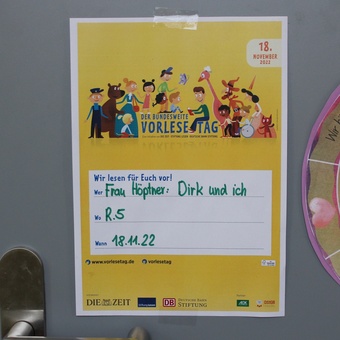 18.
NOVEMBER
2022
DER BUNDESWEITE
VORLESETAG
Wir lesen für Euch vor!
Wer Frau Höptner: Dirk und ich
Wo R.5
Wann 18.11.22
www.vorlesetag.de
vorlesetag
DIE ZEIT
DB
STIFTUNG